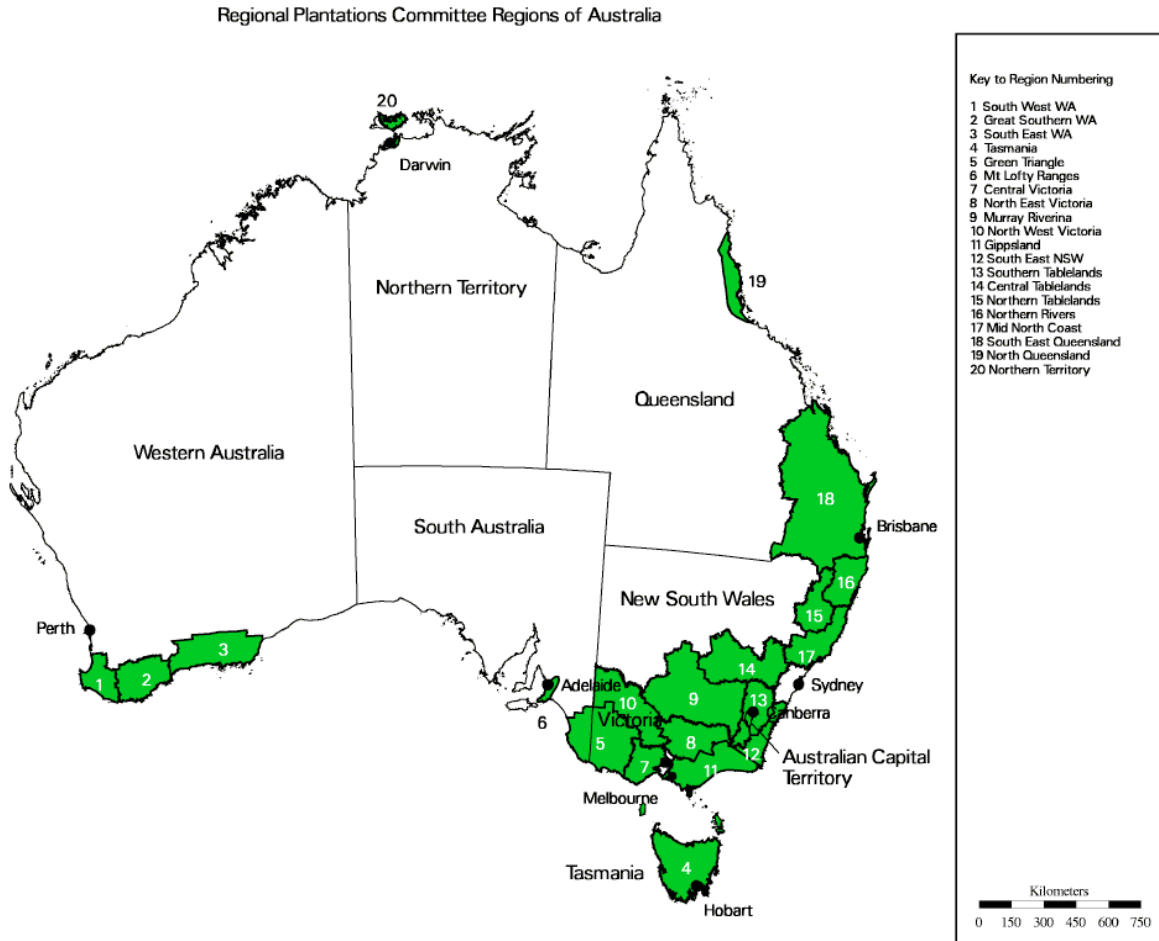 Regional Plantations Committee Regions of Australia
Key to Region Numbering
1 South West WA
2 Great Southern WA
3 South East WA
4 Tasmania
5 Green Triangle
6 Mt Lofty Ranges
7 Central Victoria
8 North East Victoria
9 Murray Riverina
10 North West Victoria
11 Gippsland
12 South East NSW
13 Southern Tablelands
14 Central Tablelands
15 Northern Tablelands
16 Northern Rivers
17 Mid North Coast
18 South East Queensland
19 North Queensland
20 Northern Territory
20
Darwin
19
Northern Territory
Queensland
Western Australia
18
South Australia
Brisbane
16
New South Wales
15
Perth
3
17
14
2
1
Adelaide
Sydney
9
13
10
Canberra
6
Victoria
5
8
12
Australian Capital
Territory
7
11
Melbourne
4
Tasmania
Hobart
Kilometers
0 150 300 450 600 750